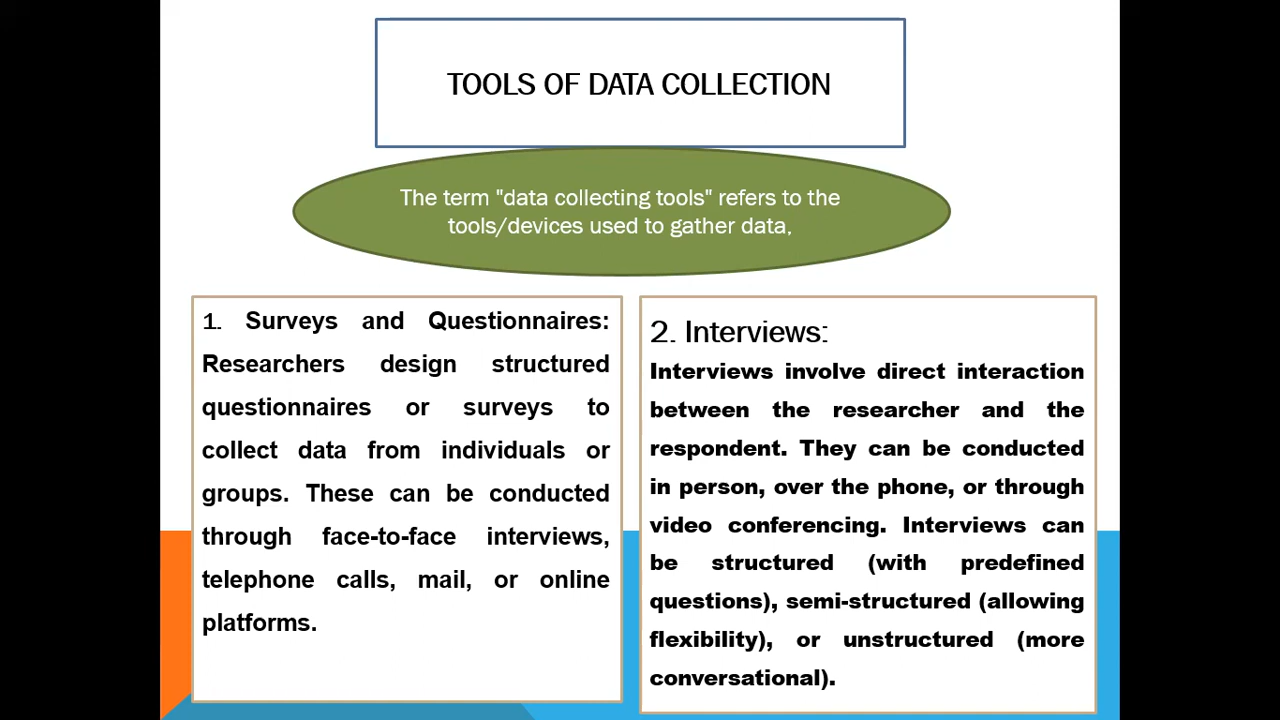 TOOLS OF DATA COLLECTION
The term "data collecting tools" refers to the
tools/devices used to gather data.
1. Surveys and Questionnaires:
Researchers design structured
questionnaires or surveys to
collect data from individuals or
groups. These can be conducted
through face-to-face interviews,
telephone calls, mail, or online
platforms.
2. Interviews:
Interviews involve direct interaction
between the researcher and the
respondent. They can be conducted
in person, over the phone, or through
video conferencing. Interviews can
be structured (with predefined
questions), semi-structured (allowing
flexibility), or unstructured (more
conversational).